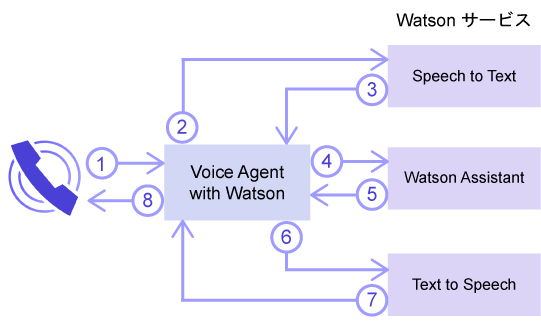 Watson サービス
Speech to Text
3
2
1
Voice Agent
with Watson
4
Watson Assistant
5
8
6
Text to Speech
7